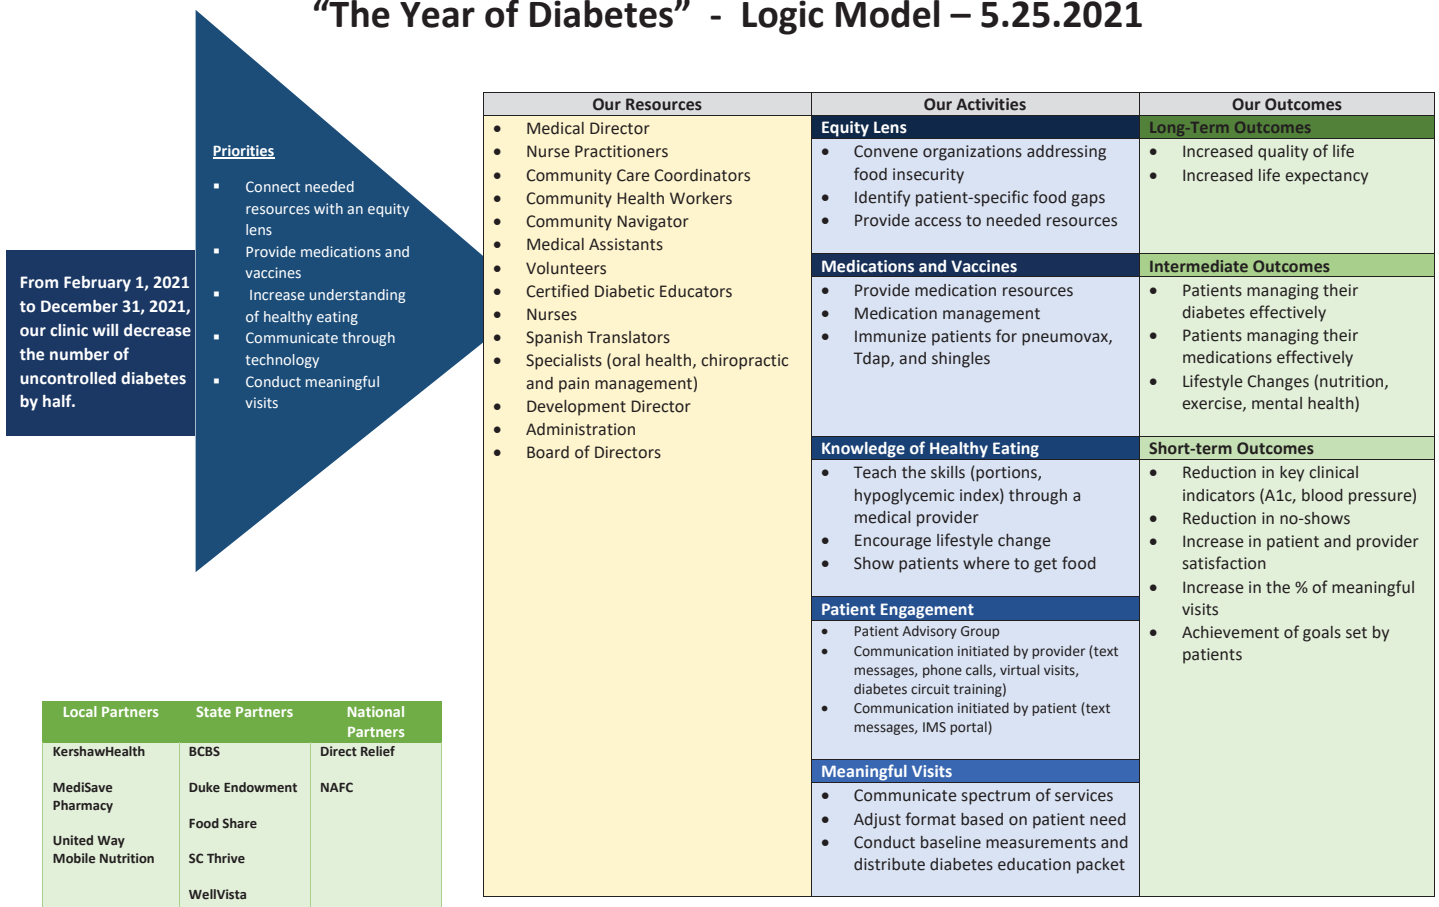 “The Year of Diabetes” - Logic Model – 5.25.2021
From February 1, 2021
to December 31, 2021,
our clinic will decrease
the number of
uncontrolled diabetes
by half.
Priorities
▪ Connect needed
resources with an equity
lens
▪ Provide medications and
vaccines
▪ Increase understanding
of healthy eating
▪ Communicate through
technology
▪ Conduct meaningful
visits
Our Resources
• Medical Director
• Nurse Practitioners
• Community Care Coordinators
• Community Health Workers
• Community Navigator
• Medical Assistants
• Volunteers
• Certified Diabetic Educators
• Nurses
• Spanish Translators
• Specialists (oral health, chiropractic
and pain management)
• Development Director
• Administration
• Board of Directors
Our Activities
Equity Lens
• Convene organizations addressing
food insecurity
• Identify patient-specific food gaps
• Provide access to needed resources
Medications and Vaccines
• Provide medication resources
• Medication management
• Immunize patients for pneumovax,
Tdap, and shingles
Knowledge of Healthy Eating
• Teach the skills (portions,
hypoglycemic index) through a
medical provider
• Encourage lifestyle change
• Show patients where to get food
Patient Engagement
• Patient Advisory Group
• Communication initiated by provider (text
messages, phone calls, virtual visits,
diabetes circuit training)
• Communication initiated by patient (text
messages, IMS portal)
Meaningful Visits
• Communicate spectrum of services
• Adjust format based on patient need
• Conduct baseline measurements and
distribute diabetes education packet
Our Outcomes
Long-Term Outcomes
• Increased quality of life
• Increased life expectancy
Intermediate Outcomes
• Patients managing their
diabetes effectively
• Patients managing their
medications effectively
• Lifestyle Changes (nutrition,
exercise, mental health)
Short-term Outcomes
• Reduction in key clinical
indicators (A1c, blood pressure)
• Reduction in no-shows
• Increase in patient and provider
satisfaction
• Increase in the % of meaningful
visits
• Achievement of goals set by
patients
Local Partners
KershawHealth
MediSave
Pharmacy
United Way
Mobile Nutrition
State Partners
BCBS
Duke Endowment
Food Share
SC Thrive
WellVista
National
Partners
Direct Relief
NAFC